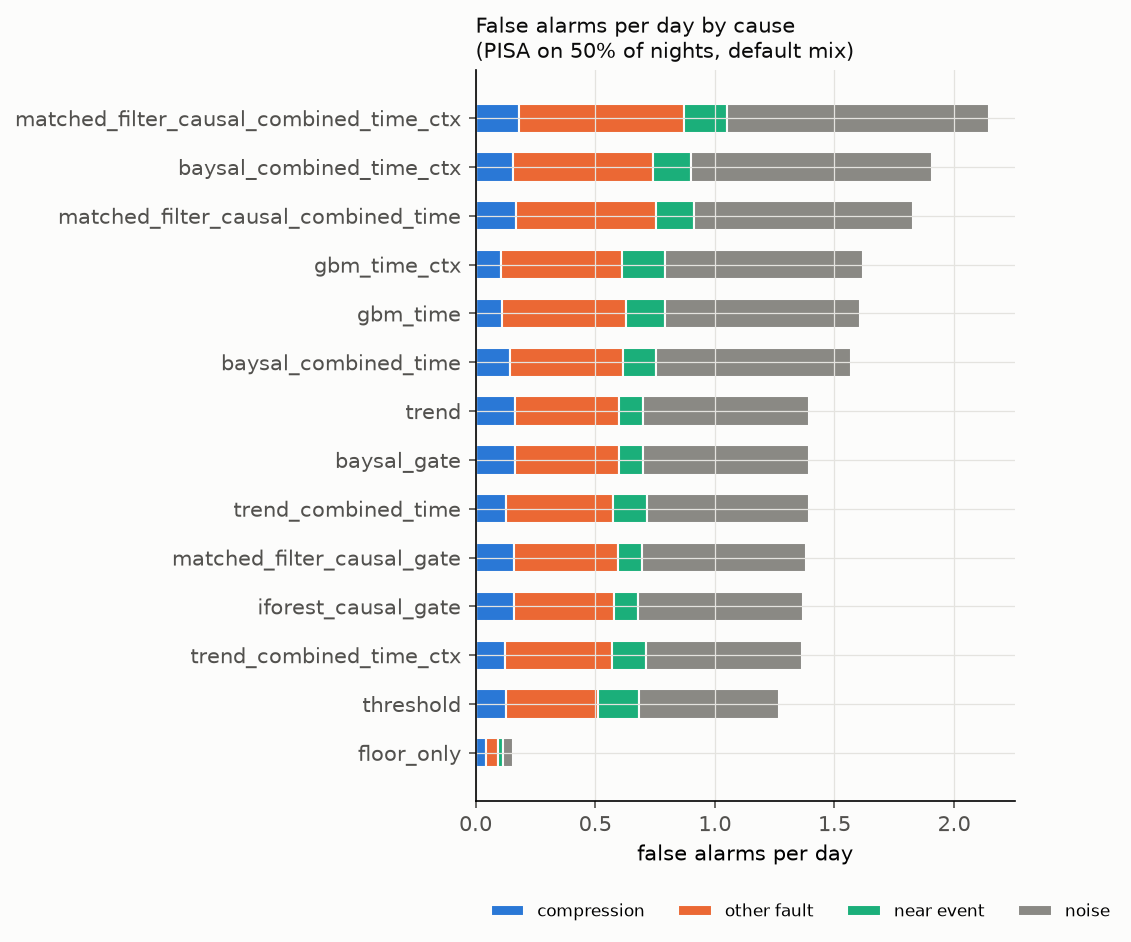 False alarms per day by cause
(PISA on 50% of nights, default mix)
matched_filter_causal_combined_time_ctx
baysal_combined_time_ctx
matched_filter_causal_combined_time
gbm_time_ctx
gbm_time
baysal_combined_time
trend
baysal_gate
trend_combined_time
matched_filter_causal_gate
iforest_causal_gate
trend_combined_time_ctx
threshold
floor_only
0.0 0.5 1.0 1.5 2.0
false alarms per day
compression other fault near event noise